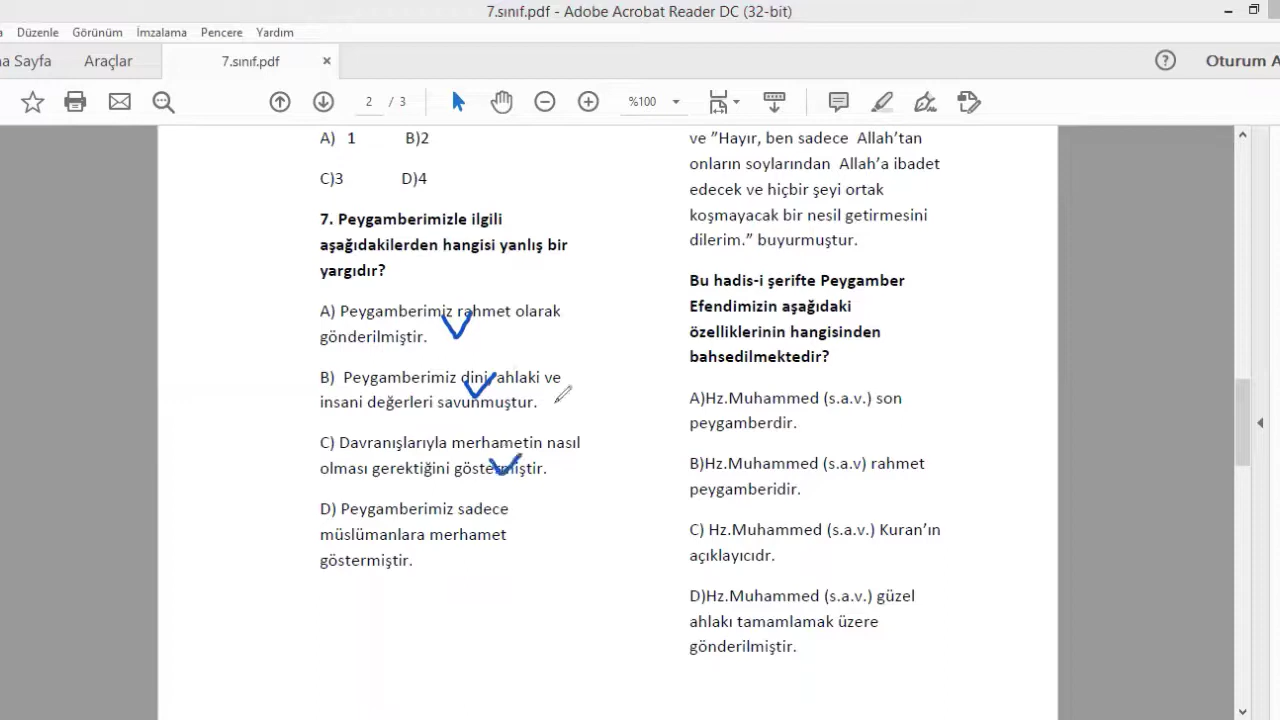 7.sınıf.pdf - Adobe Acrobat Reader DC (32-bit)
Düzenle Görünüm İmzalama Pencere Yardım
na Sayfa Araçlar 7.sınıf.pdf × ? Oturum A
2 / 3 %100
A) 1 B)2
C)3 D)4
7. Peygamberimizle ilgili
aşağıdakilerden hangisi yanlış bir
yargıdır?
A) Peygamberimiz rahmet olarak
gönderilmiştir.
B) Peygamberimiz dini, ahlaki ve
insani değerleri savunmuştur.
C) Davranışlarıyla merhametin nasıl
olması gerektiğini göstermiştir.
D) Peygamberimiz sadece
müslümanlara merhamet
göstermiştir.
ve ”Hayır, ben sadece Allah’tan
onların soylarından Allah’a ibadet
edecek ve hiçbir şeyi ortak
koşmayacak bir nesil getirmesini
dilerim.” buyurmuştur.
Bu hadis-i şerifte Peygamber
Efendimizin aşağıdaki
özelliklerinin hangisinden
bahsedilmektedir?
A)Hz.Muhammed (s.a.v.) son
peygamberdir.
B)Hz.Muhammed (s.a.v) rahmet
peygamberidir.
C) Hz.Muhammed (s.a.v.) Kuran’ın
açıklayıcıdr.
D)Hz.Muhammed (s.a.v.) güzel
ahlakı tamamlamak üzere
gönderilmiştir.